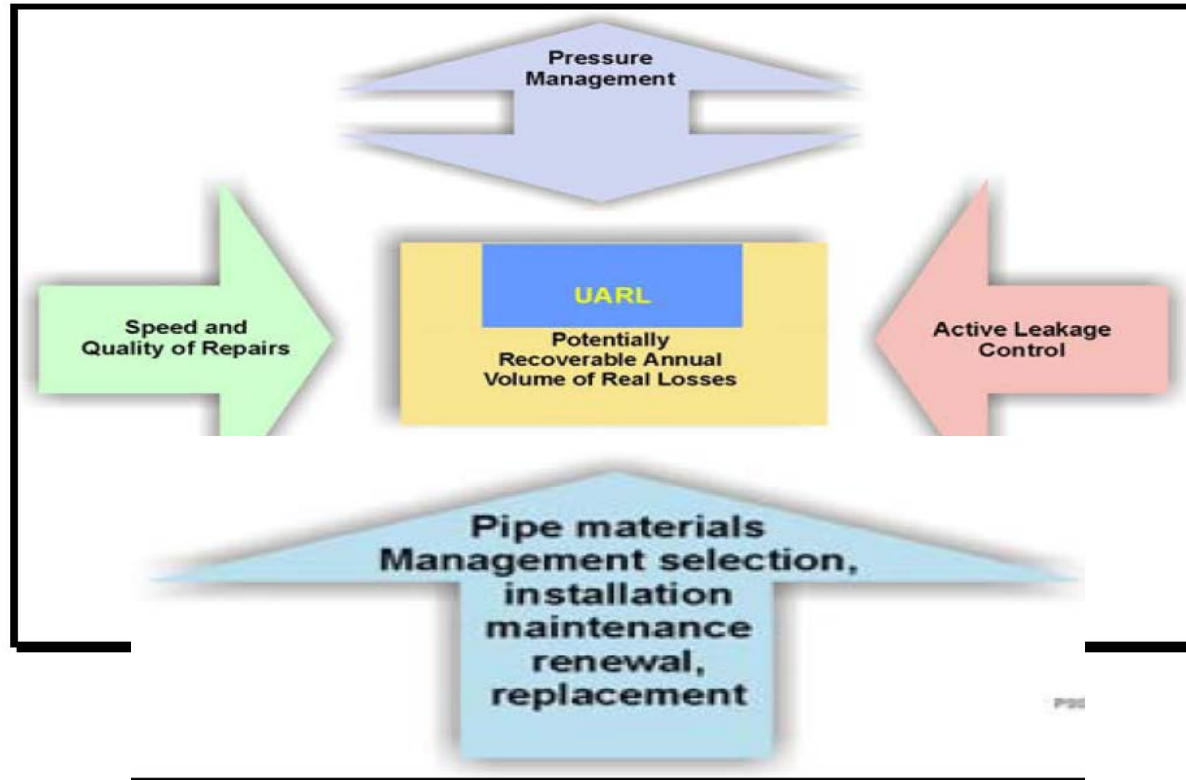 Pressure
Management
UARL
Speed and
Quality of Repairs
Potentially
Recoverable Annual
Volume of Real Losses
Active Leakage
Control
Pipe materials
Management selection,
installation
maintenance
renewal,
replacement